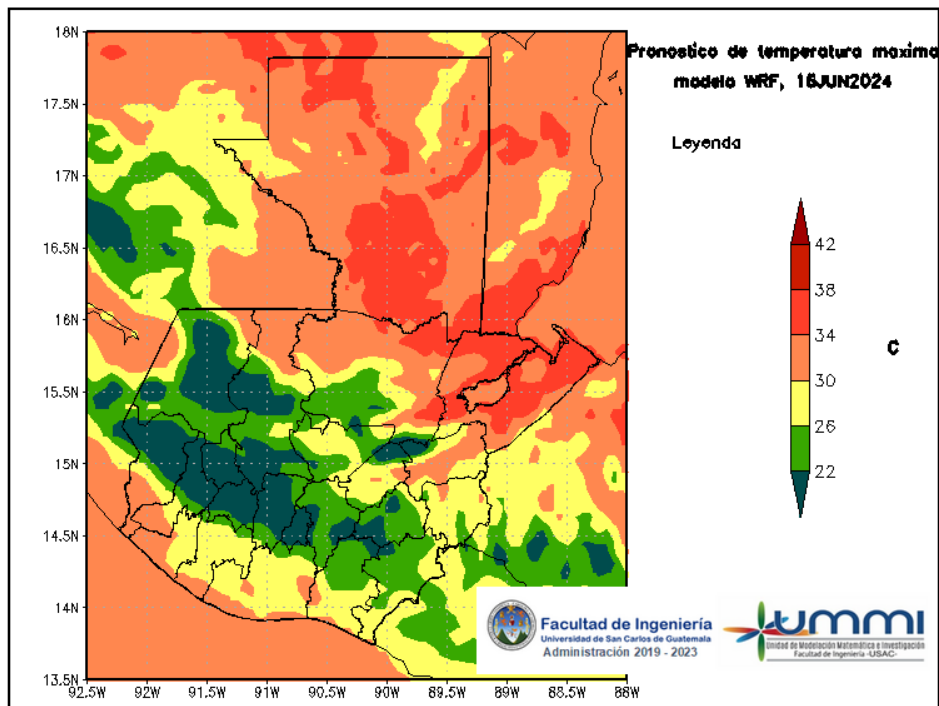 Pronostico de temperatura maxima
modelo WRF, 16JUN2024
Leyenda
42
38
34
30
26
22
C
18N
17.5N
17N
16.5N
16N
15.5N
15N
14.5N
14N
13.5N
92.5W 92W 91.5W 91W 90.5W 90W 89.5W 89W 88.5W 88W
Facultad de Ingeniería
Universidad de San Carlos de Guatemala
Administración 2019 - 2023
UMMI
Unidad de Modelación Matemática e Investigación
Facultad de Ingeniería -USAC-